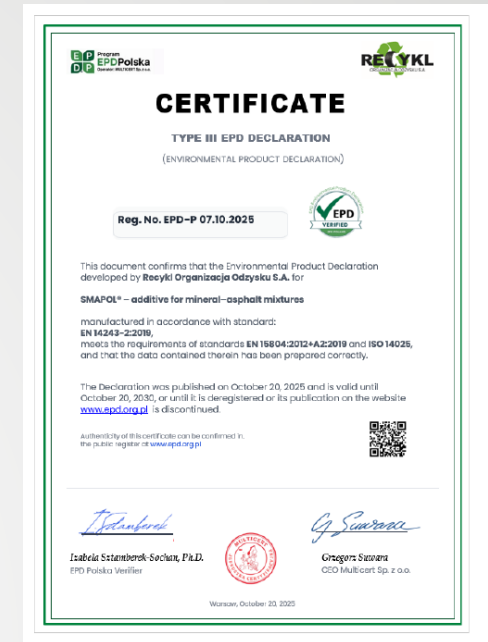 E P Program
D P EPDPolska
Operator MULTICERT Sp. z o.o.
RECYKL
ORGANIZACJA ODZYSKU S.A.
CERTIFICATE
TYPE III EPD DECLARATION
(ENVIRONMENTAL PRODUCT DECLARATION)
Reg. No. EPD-P 07.10.2025
EPD
VERIFIED
This document confirms that the Environmental Product Declaration
developed by Recykl Organizacja Odzysku S.A. for
SMAPOL® – additive for mineral-asphalt mixtures
manufactured in accordance with standard:
EN 14243-2:2019,
meets the requirements of standards EN 15804:2012+A2:2019 and ISO 14025,
and that the data contained therein has been prepared correctly.
The Declaration was published on October 20, 2025 and is valid until
October 20, 2030, or until it is deregistered or its publication on the website
www.epd.org.pl is discontinued.
Authenticity of this certificate can be confirmed in
the public register at www.epd.org.pl
Izabela Sztamberek-Sochan, Ph.D.
EPD Polska Verifier
Grzegorz Suwara
CEO Multicert Sp. z o.o.
MULTICERT
Warsaw, October 20, 2025